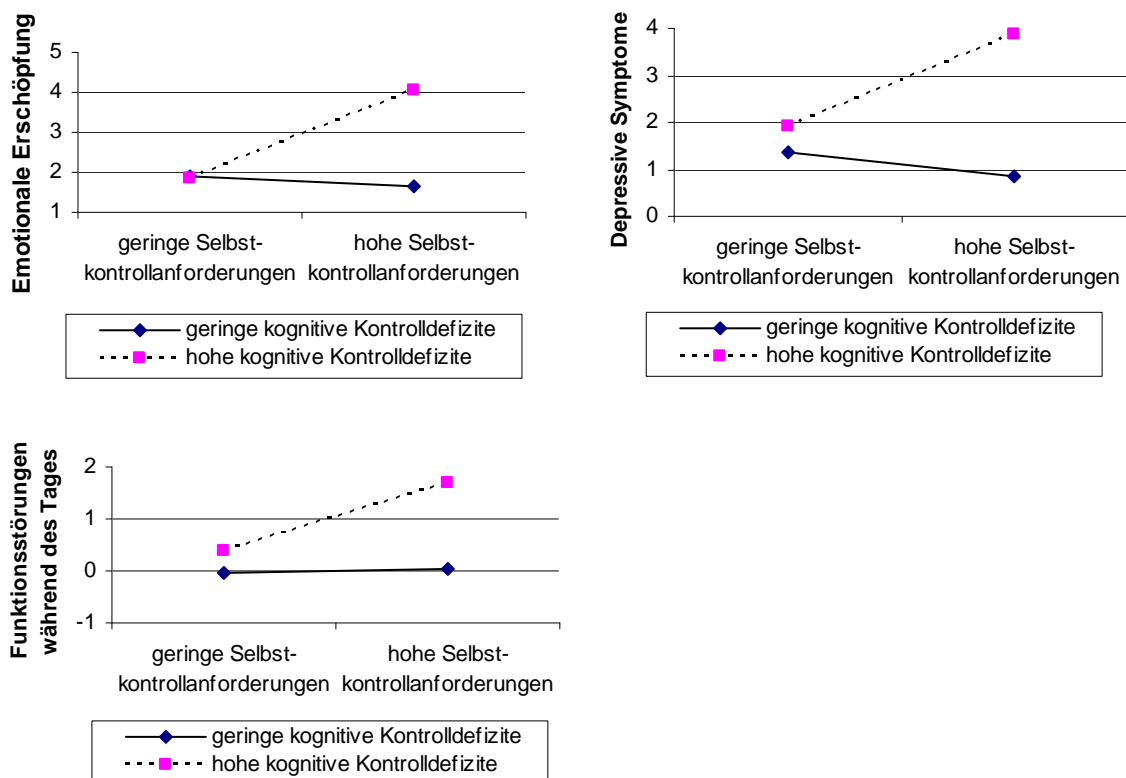 Emotionale Erschöpfung
5
4
3
2
1
geringe Selbst-
kontrollanforderungen
hohe Selbst-
kontrollanforderungen
geringe kognitive Kontrolldefizite
hohe kognitive Kontrolldefizite
Depressive Symptome
4
3
2
1
0
geringe Selbst-
kontrollanforderungen
hohe Selbst-
kontrollanforderungen
geringe kognitive Kontrolldefizite
hohe kognitive Kontrolldefizite
Funktionsstörungen
während des Tages
2
1
0
-1
geringe Selbst-
kontrollanforderungen
hohe Selbst-
kontrollanforderungen
geringe kognitive Kontrolldefizite
hohe kognitive Kontrolldefizite